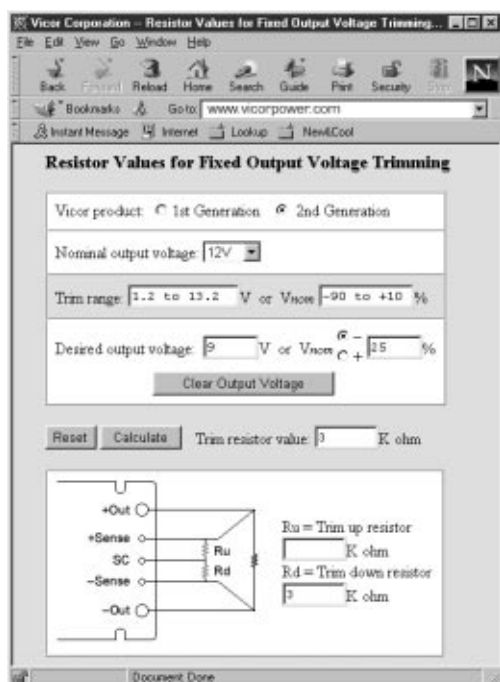 Vicor Corporation -- Resistor Values for Fixed Output Voltage Trimming...
File Edit View Go Window Help
Back Forward Reload Home Search Guide Print Security Stop N
Bookmarks Go to: www.vicorpower.com
Instant Message Internet Lookup New&Cool
Resistor Values for Fixed Output Voltage Trimming
Vicor product: 1st Generation 2nd Generation
Nominal output voltage: 12V
Trim range: 1.2 to 13.2 V or Vnom -90 to +10 %
Desired output voltage: 9 V or Vnom - + 25 %
Clear Output Voltage
Reset Calculate Trim resistor value: 3 K ohm
+Out
+Sense
SC
-Sense
-Out
Ru
Rd
Ru = Trim up resistor
K ohm
Rd = Trim down resistor
3 K ohm
Document Done